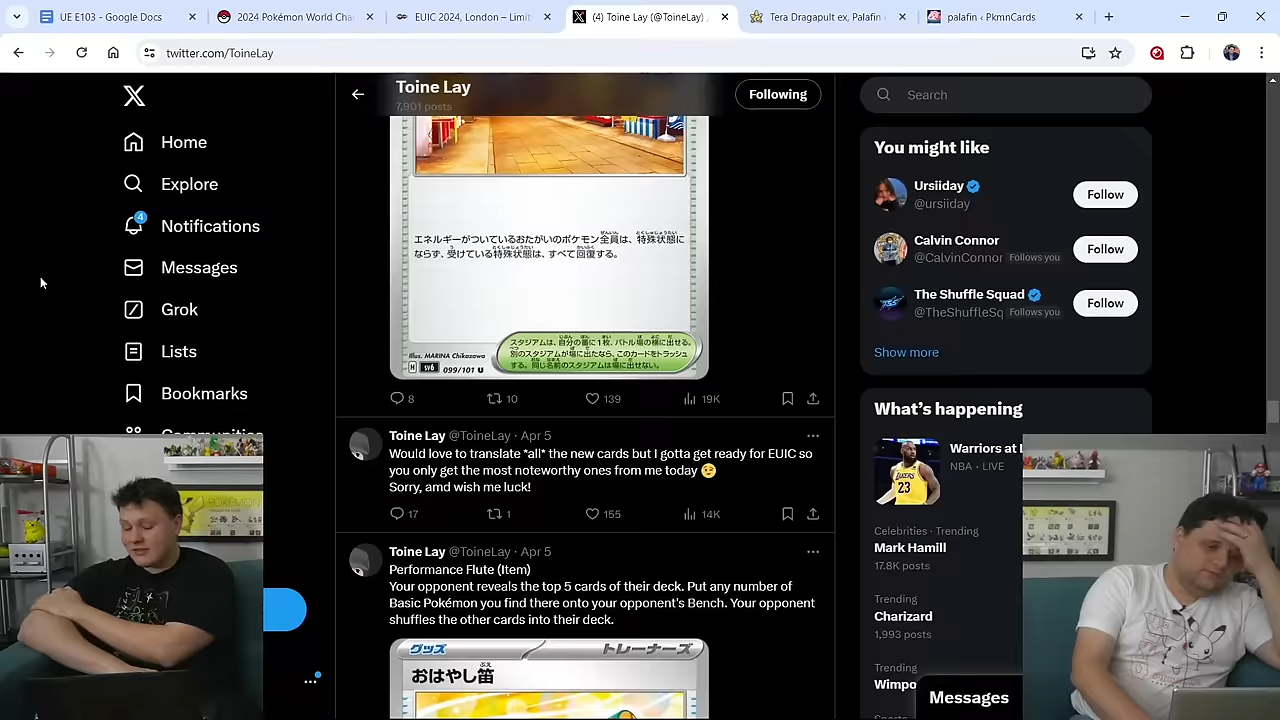 UE E103 - Google Docs
2024 Pokémon World Cha
EUIC 2024, London – Limit
(4) Toine Lay (@ToineLay)
Tera Dragapult ex, Palafin
palafin · PkmnCards
twitter.com/ToineLay
Home
Explore
4
Notifications
Messages
Grok
Lists
Bookmarks
Communities
Toine Lay
7,901 posts
Following
エネルギーがついているおたがいのポケモン全員は、特殊状態に
ならず、受けている特殊状態は、すべて回復する。
スタジアムは、自分の番に1枚、バトル場の横に出せる。
別のスタジアムが場に出たなら、このカードをトラッシュ
する。同じ名前のスタジアムは場に出せない。
Illus. MARINA Chikazawa
H SV6 099/101 U
8 10 139 19K
Toine Lay @ToineLay · Apr 5
Would love to translate *all* the new cards but I gotta get ready for EUIC so
you only get the most noteworthy ones from me today 😉
Sorry, amd wish me luck!
17 1 155 14K
Toine Lay @ToineLay · Apr 5
Performance Flute (Item)
Your opponent reveals the top 5 cards of their deck. Put any number of
Basic Pokémon you find there onto your opponent's Bench. Your opponent
shuffles the other cards into their deck.
グッズ
トレーナーズ
おはやし笛
Search
You might like
Ursiiday
@ursiiday
Follow
Calvin Connor
@CalvinConnor Follows you
Follow
The Shuffle Squad
@TheShuffleSq Follows you
Follow
Show more
What's happening
Warriors at
NBA · LIVE
Celebrities · Trending
Mark Hamill
17.8K posts
Trending
Charizard
1,993 posts
Trending
Wimpo
Messages